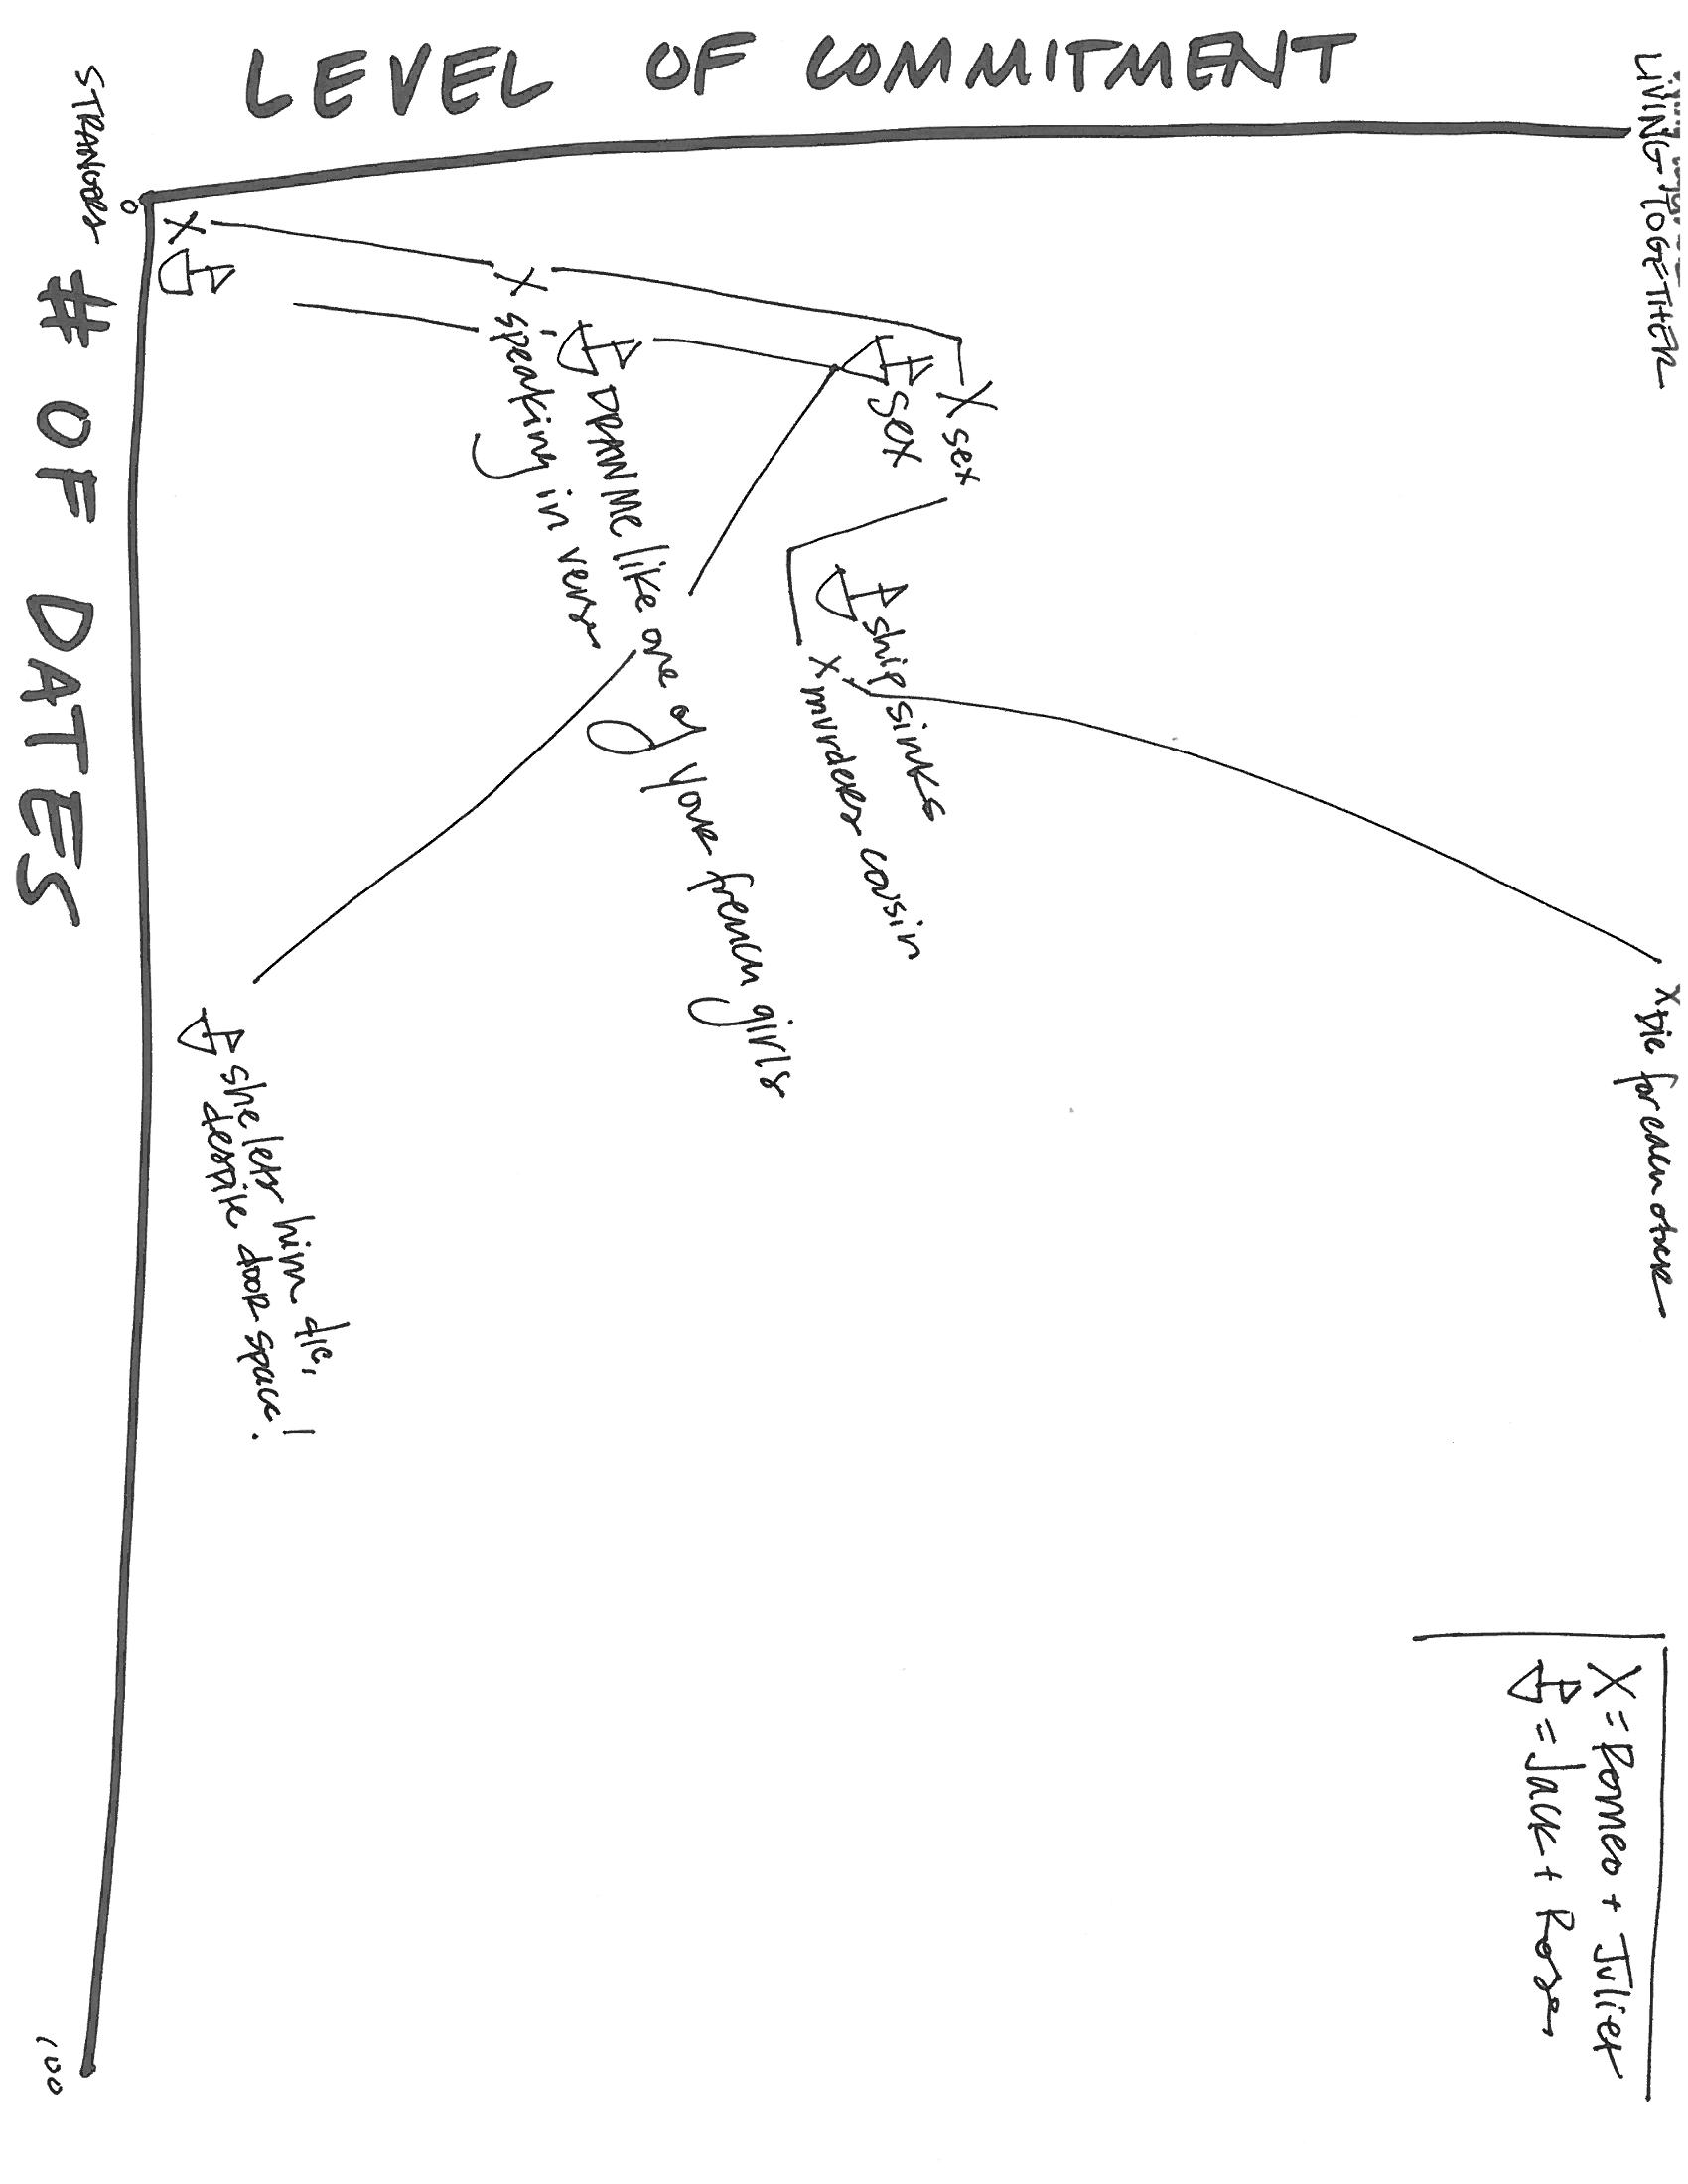 LEVEL OF COMMITMENT
LIVING TOGETHER
X = Romeo + Juliet
= Jack + Rose
X die for each other
X sex
sex
ship sinks
X murders cousin
DRAW Me like one of your french girls
X speaking in verse
X
she lets him die,
despite door space!
STRANGERS
0
# OF DATES
100